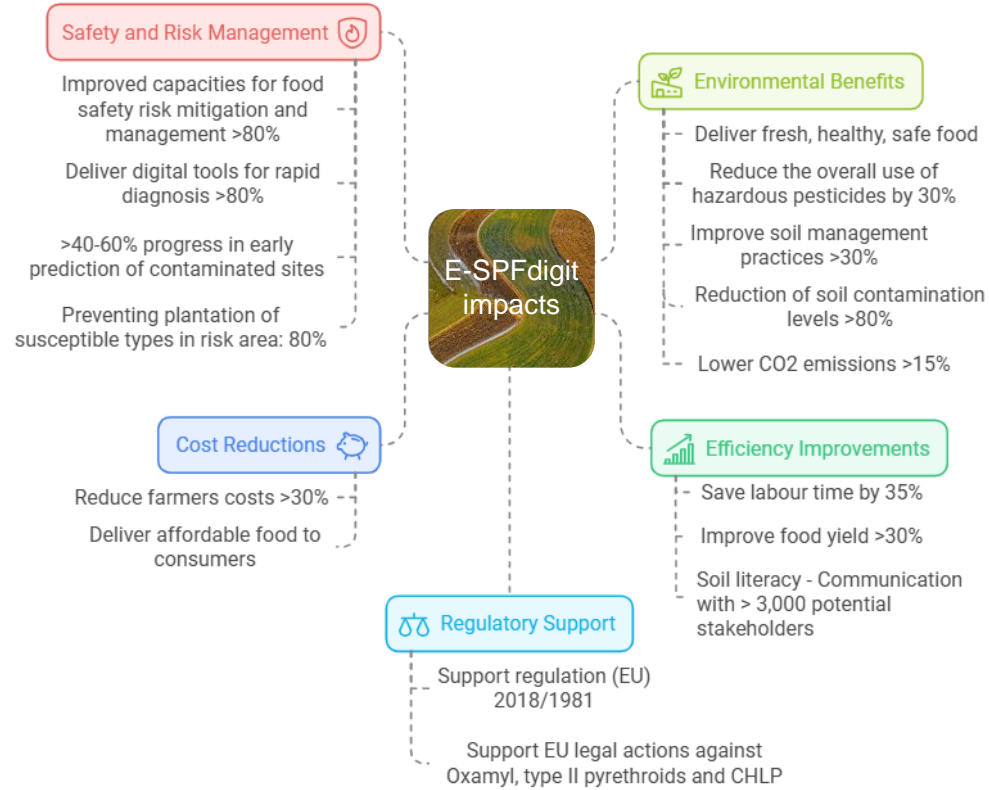 Safety and Risk Management
Improved capacities for food
safety risk mitigation and
management >80%
Deliver digital tools for rapid
diagnosis >80%
>40-60% progress in early
prediction of contaminated sites
Preventing plantation of
susceptible types in risk area: 80%
E-SPFdigit
impacts
Environmental Benefits
Deliver fresh, healthy, safe food
Reduce the overall use of
hazardous pesticides by 30%
Improve soil management
practices >30%
Reduction of soil contamination
levels >80%
Lower CO2 emissions >15%
Cost Reductions
Reduce farmers costs >30%
Deliver affordable food to
consumers
Efficiency Improvements
Save labour time by 35%
Improve food yield >30%
Soil literacy - Communication
with > 3,000 potential
stakeholders
Regulatory Support
Support regulation (EU)
2018/1981
Support EU legal actions against
Oxamyl, type II pyrethroids and CHLP